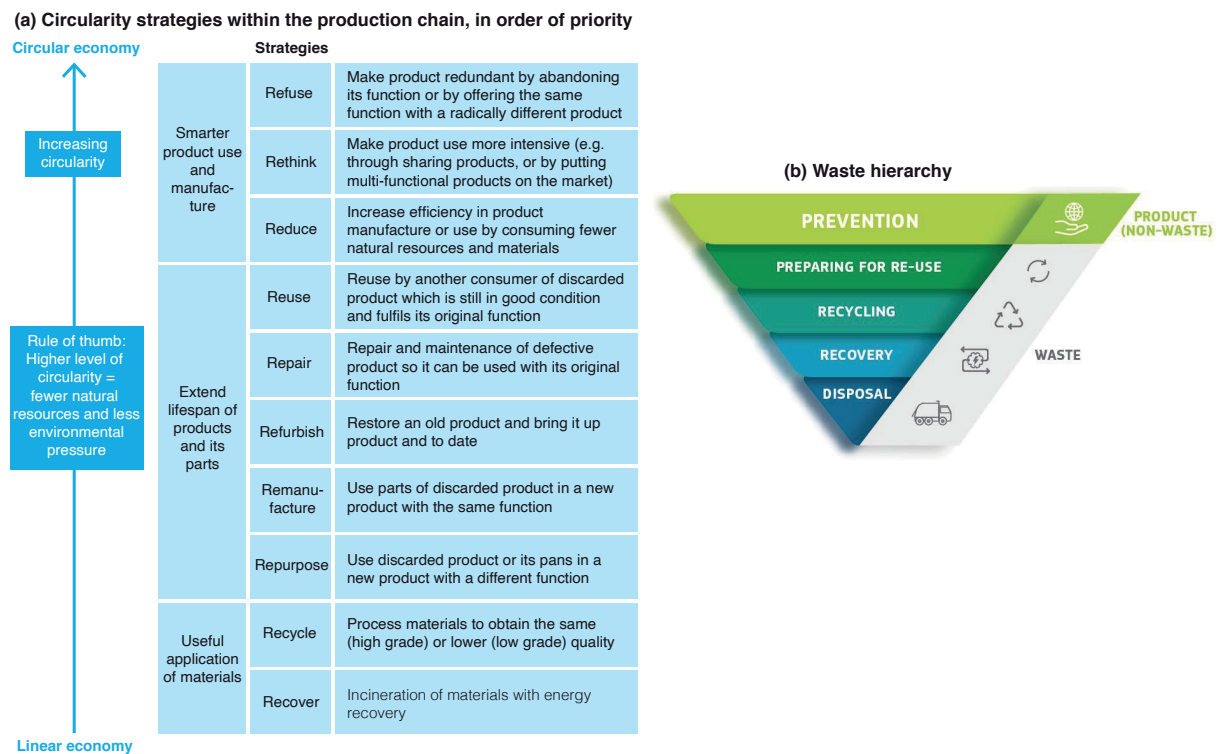 (a) Circularity strategies within the production chain, in order of priority
Circular economy
Strategies
Increasing
circularity
Rule of thumb:
Higher level of
circularity =
fewer natural
resources and less
environmental
pressure
Linear economy
Smarter
product use
and
manufac-
ture
Refuse
Make product redundant by abandoning
its function or by offering the same
function with a radically different product
Rethink
Make product use more intensive (e.g.
through sharing products, or by putting
multi-functional products on the market)
Reduce
Increase efficiency in product
manufacture or use by consuming fewer
natural resources and materials
Extend
lifespan of
products
and its
parts
Reuse
Reuse by another consumer of discarded
product which is still in good condition
and fulfils its original function
Repair
Repair and maintenance of defective
product so it can be used with its original
function
Refurbish
Restore an old product and bring it up
product and to date
Remanu-
facture
Use parts of discarded product in a new
product with the same function
Repurpose
Use discarded product or its pans in a
new product with a different function
Useful
application
of materials
Recycle
Process materials to obtain the same
(high grade) or lower (low grade) quality
Recover
Incineration of materials with energy
recovery
(b) Waste hierarchy
PREVENTION
PRODUCT
(NON-WASTE)
PREPARING FOR RE-USE
RECYCLING
RECOVERY
WASTE
DISPOSAL